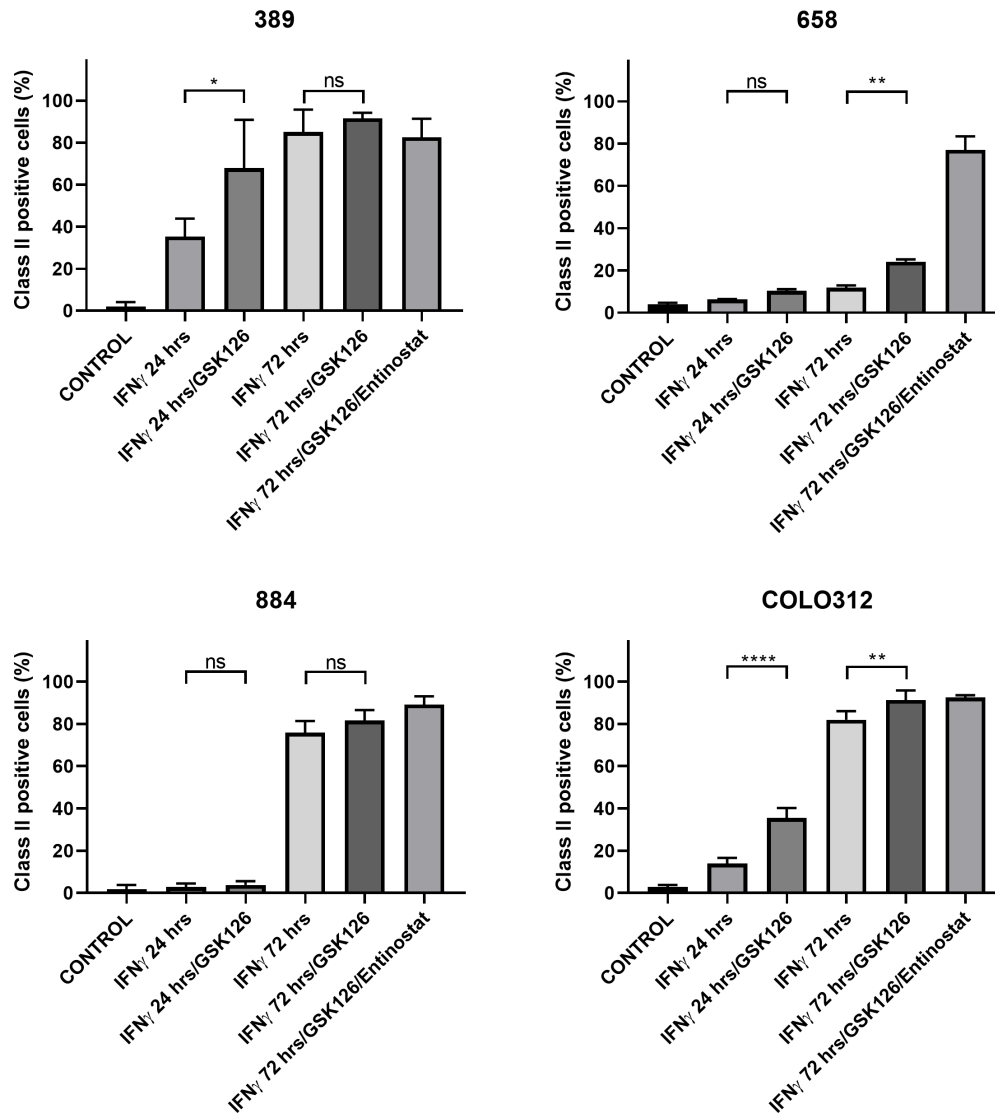 389
Class II positive cells (%)
100
80
60
40
20
0
*
ns
CONTROL
IFNγ 24 hrs
IFNγ 24 hrs/GSK126
IFNγ 72 hr
IFNγ 72 hrs/GSK126
IFNγ 72 hrs/GSK126/Entinostat
658
Class II positive cells (%)
100
80
60
40
20
0
ns
**
CONTROL
IFNγ 24 hrs
IFNγ 24 hrs/GSK126
IFNγ 72 hr
IFNγ 72 hrs/GSK126
IFNγ 72 hrs/GSK126/Entinostat
884
Class II positive cells (%)
100
80
60
40
20
0
ns
ns
CONTROL
IFNγ 24 hrs
IFNγ 24 hrs/GSK126
IFNγ 72 hr
IFNγ 72 hrs/GSK126
IFNγ 72 hrs/GSK126/Entinostat
COLO312
Class II positive cells (%)
100
80
60
40
20
0
****
**
CONTROL
IFNγ 24 hrs
IFNγ 24 hrs/GSK126
IFNγ 72 hr
IFNγ 72 hrs/GSK126
IFNγ 72 hrs/GSK126/Entinostat